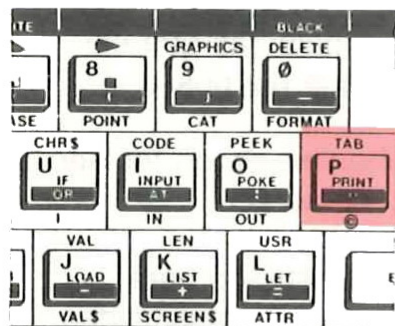 BLACK
GRAPHICS DELETE
8 9 Ø
( ) _
POINT CAT FORMAT
CHR$ CODE PEEK TAB
U I O P
IF INPUT POKE PRINT
OR AT ; "
I IN OUT ©
VAL LEN USR
J K L
LOAD LIST LET
- + =
VAL$ SCREEN$ ATTR